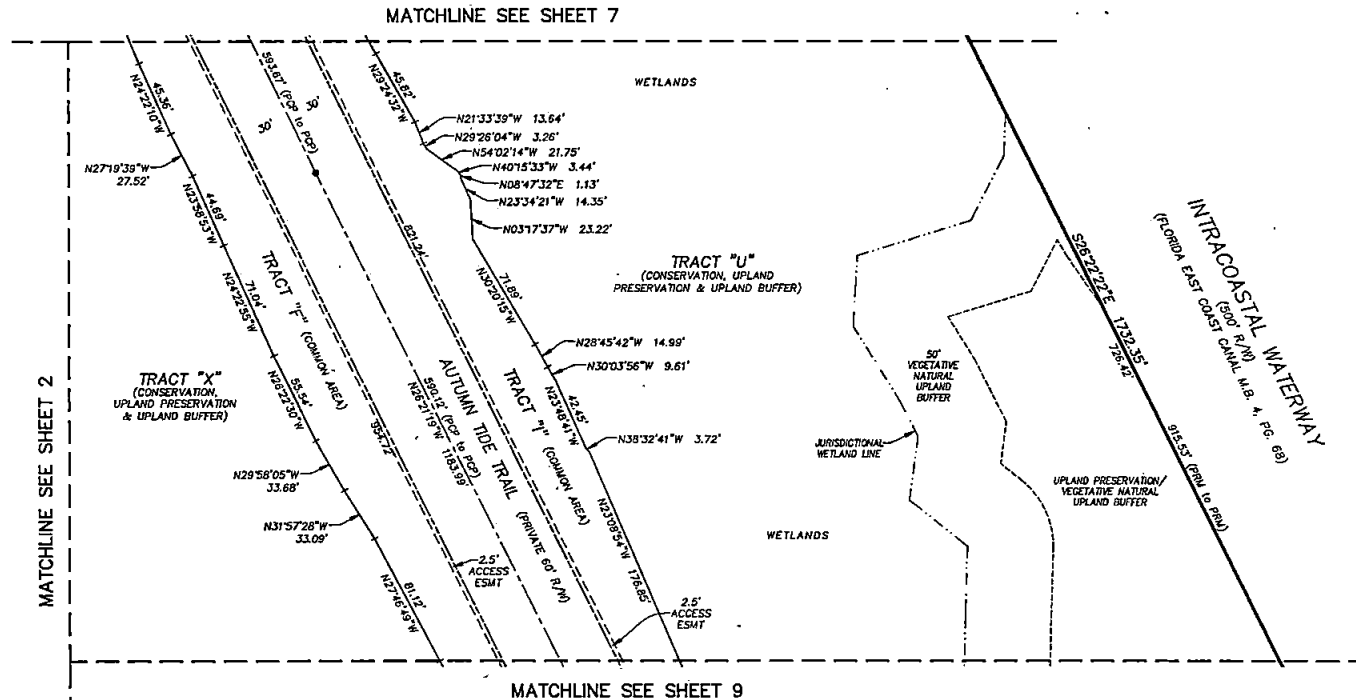 MATCHLINE SEE SHEET 7
MATCHLINE SEE SHEET 2
45.36'
N24°22'10"W
N27°19'39"W
27.52'
44.69'
N23°58'53"W
71.04'
N24°22'55"W
55.54'
N26°22'30"W
N29°58'05"W
33.68'
N31°57'28"W
33.09'
81.12'
N27°46'49"W
TRACT "X"
(CONSERVATION,
UPLAND PRESERVATION
& UPLAND BUFFER)
TRACT "F" (COMMON AREA)
954.72'
2.5'
ACCESS
ESMT
593.67' (PCP to PCP)
30'
30'
590.12' (PCP to PCP)
N26°21'19"W 1183.99'
AUTUMN TIDE TRAIL (PRIVATE 60' R/W)
821.24'
TRACT "I" (COMMON AREA)
2.5'
ACCESS
ESMT
45.82'
N29°24'32"W
N21°33'39"W 13.64'
N29°26'04"W 3.26'
N54°02'14"W 21.75'
N40°15'33"W 3.44'
N08°47'32"E 1.13'
N23°34'21"W 14.35'
N03°17'37"W 23.22'
71.89'
N30°20'15"W
N28°45'42"W 14.99'
N30°03'56"W 9.61'
42.45'
N23°48'41"W
N38°32'41"W 3.72'
N23°09'54"W 176.85'
WETLANDS
TRACT "U"
(CONSERVATION, UPLAND
PRESERVATION & UPLAND BUFFER)
WETLANDS
JURISDICTIONAL
WETLAND LINE
50'
VEGETATIVE
NATURAL
UPLAND
BUFFER
UPLAND PRESERVATION/
VEGETATIVE NATURAL
UPLAND BUFFER
S26°22'22"E 1732.35'
726.42'
915.53' (PRM to PRM)
INTRACOASTAL WATERWAY
(500' R/W)
(FLORIDA EAST COAST CANAL M.B. 4, PG. 68)
MATCHLINE SEE SHEET 9